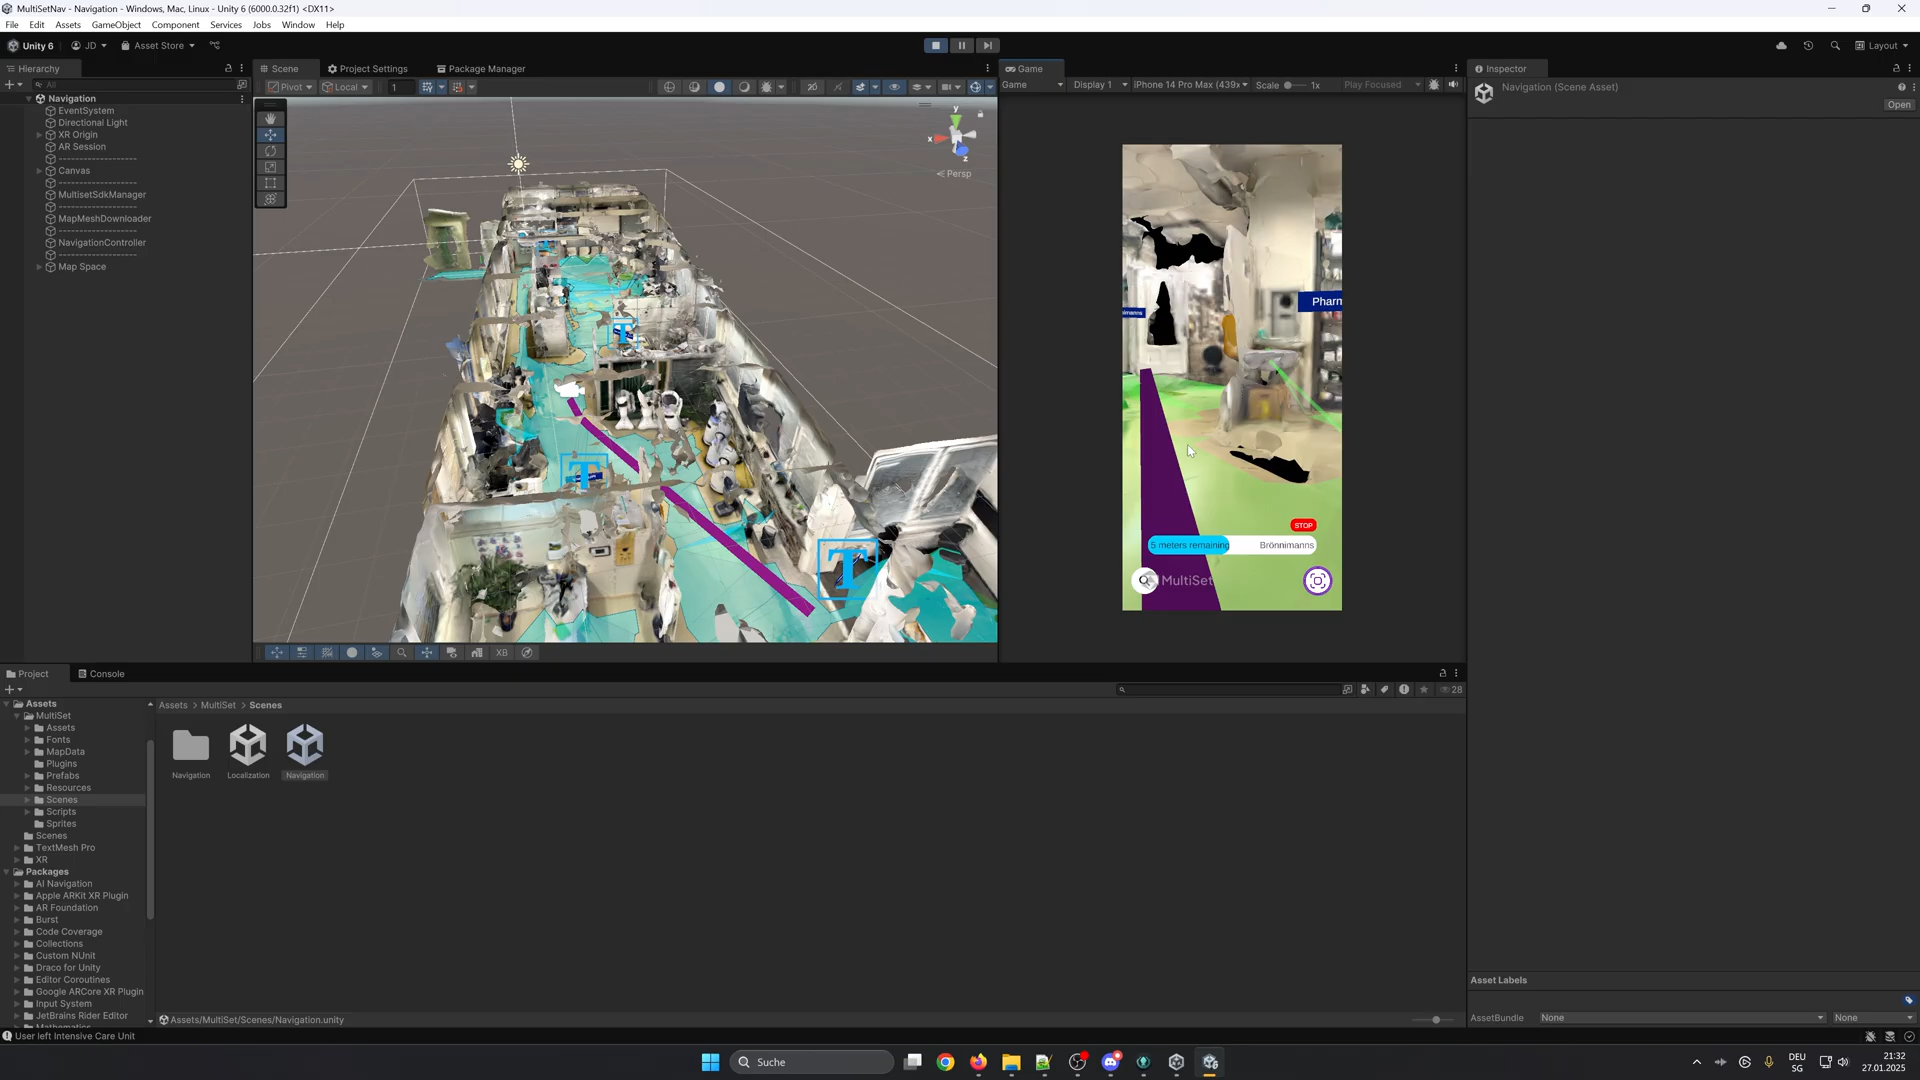 MultiSetNav - Navigation - Windows, Mac, Linux - Unity 6 (6000.0.32f1) <DX11>
File Edit Assets GameObject Component Services Jobs Window Help
Unity 6 JD Asset Store Layout
Hierarchy
All
Navigation
EventSystem
Directional Light
XR Origin
AR Session
-------------------
Canvas
-------------------
MultisetSdkManager
-------------------
MapMeshDownloader
-------------------
NavigationController
-------------------
Map Space
Scene Project Settings Package Manager
Pivot Local 1
y
x
z
Persp
T
T
T
XB
Game
Game Display 1 iPhone 14 Pro Max (439x Scale 1x Play Focused
Pharm
STOP
5 meters remaining Brönnimanns
MultiSet
Inspector
Navigation (Scene Asset)
Open
Asset Labels
AssetBundle None None
Project Console
28
Assets
MultiSet
Assets
Fonts
MapData
Plugins
Prefabs
Resources
Scenes
Scripts
Sprites
Scenes
TextMesh Pro
XR
Packages
AI Navigation
Apple ARKit XR Plugin
AR Foundation
Burst
Code Coverage
Collections
Custom NUnit
Draco for Unity
Editor Coroutines
Google ARCore XR Plugin
Input System
JetBrains Rider Editor
Mathematics
Assets > MultiSet > Scenes
Navigation Localization Navigation
Assets/MultiSet/Scenes/Navigation.unity
User left Intensive Care Unit
Suche
DEU
SG
21:32
27.01.2025